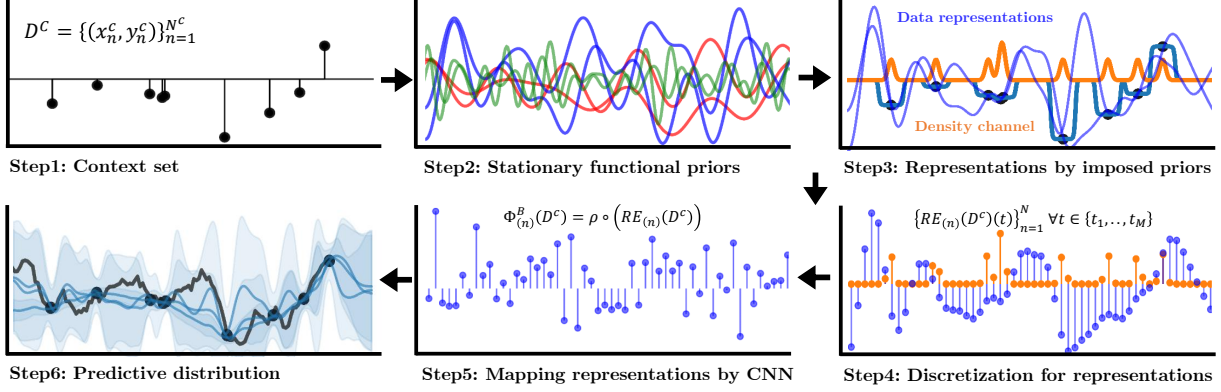 D^C = {(x_n^c, y_n^c)}_{n=1}^{N^C}
Step1: Context set
Step2: Stationary functional priors
Data representations
Density channel
Step3: Representations by imposed priors
{RE_{(n)}(D^C)(t)}_{n=1}^{N} ∀t ∈ {t_1,..,t_M}
Step4: Discretization for representations
Φ_{(n)}^B(D^C) = ρ ∘ (RE_{(n)}(D^C))
Step5: Mapping representations by CNN
Step6: Predictive distribution